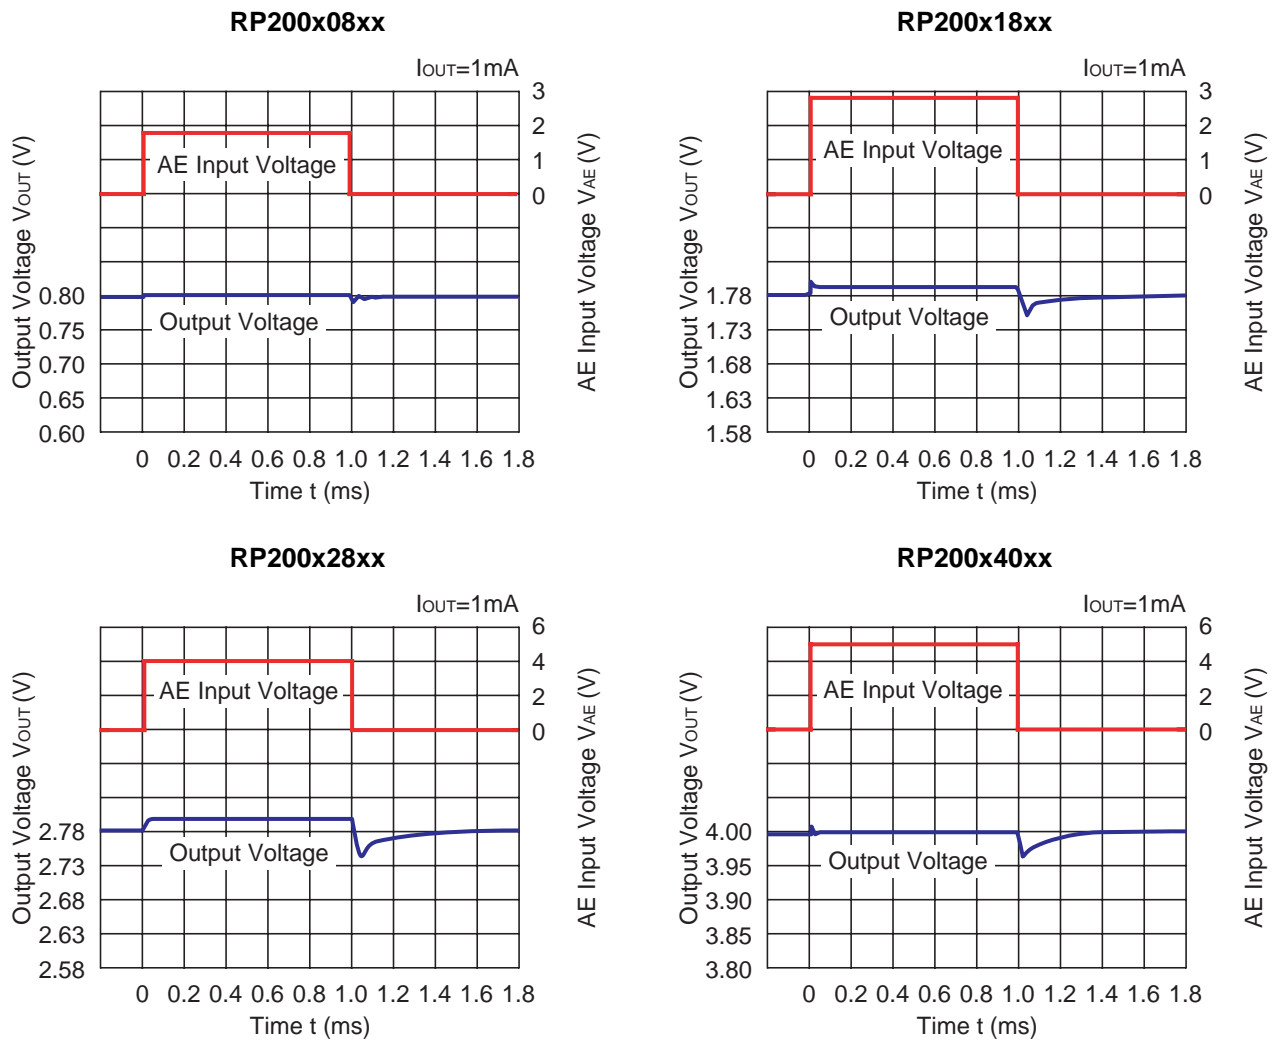 RP200x08xx
IOUT=1mA
Output Voltage VOUT (V)
3
2
1
0
AE Input Voltage VAE (V)
AE Input Voltage
Output Voltage
0.80
0.75
0.70
0.65
0.60
0 0.2 0.4 0.6 0.8 1.0 1.2 1.4 1.6 1.8
Time t (ms)
RP200x18xx
IOUT=1mA
Output Voltage VOUT (V)
3
2
1
0
AE Input Voltage VAE (V)
AE Input Voltage
Output Voltage
1.78
1.73
1.68
1.63
1.58
0 0.2 0.4 0.6 0.8 1.0 1.2 1.4 1.6 1.8
Time t (ms)
RP200x28xx
IOUT=1mA
Output Voltage VOUT (V)
6
4
2
0
AE Input Voltage VAE (V)
AE Input Voltage
Output Voltage
2.78
2.73
2.68
2.63
2.58
0 0.2 0.4 0.6 0.8 1.0 1.2 1.4 1.6 1.8
Time t (ms)
RP200x40xx
IOUT=1mA
Output Voltage VOUT (V)
6
4
2
0
AE Input Voltage VAE (V)
AE Input Voltage
Output Voltage
4.00
3.95
3.90
3.85
3.80
0 0.2 0.4 0.6 0.8 1.0 1.2 1.4 1.6 1.8
Time t (ms)